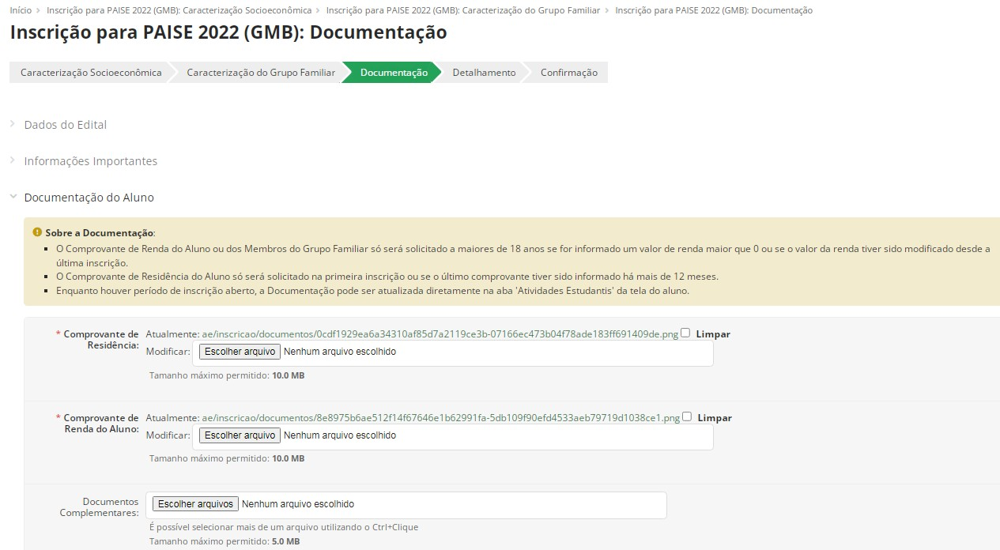 Início > Inscrição para PAISE 2022 (GMB): Caracterização Socioeconômica > Inscrição para PAISE 2022 (GMB): Caracterização do Grupo Familiar > Inscrição para PAISE 2022 (GMB): Documentação
Inscrição para PAISE 2022 (GMB): Documentação
Caracterização Socioeconômica Caracterização do Grupo Familiar Documentação Detalhamento Confirmação
Dados do Edital
Informações Importantes
Documentação do Aluno
Sobre a Documentação:
O Comprovante de Renda do Aluno ou dos Membros do Grupo Familiar só será solicitado a maiores de 18 anos se for informado um valor de renda maior que 0 ou se o valor da renda tiver sido modificado desde a
última inscrição.
O Comprovante de Residência do Aluno só será solicitado na primeira inscrição ou se o último comprovante tiver sido informado há mais de 12 meses.
Enquanto houver período de inscrição aberto, a Documentação pode ser atualizada diretamente na aba 'Atividades Estudantis' da tela do aluno.
* Comprovante de Atualmente: ae/inscricao/documentos/0cdf1929ea6a34310af85d7a2119ce3b-07166ec473b04f78ade183ff691409de.png Limpar
Residência: Modificar: Escolher arquivo Nenhum arquivo escolhido
Tamanho máximo permitido: 10.0 MB
* Comprovante de Atualmente: ae/inscricao/documentos/8e8975b6ae512f14f67646e1b62991fa-5db109f90efd4533aeb79719d1038ce1.png Limpar
Renda do Aluno: Modificar: Escolher arquivo Nenhum arquivo escolhido
Tamanho máximo permitido: 10.0 MB
Documentos Escolher arquivos Nenhum arquivo escolhido
Complementares:
É possível selecionar mais de um arquivo utilizando o Ctrl+Clique
Tamanho máximo permitido: 5.0 MB